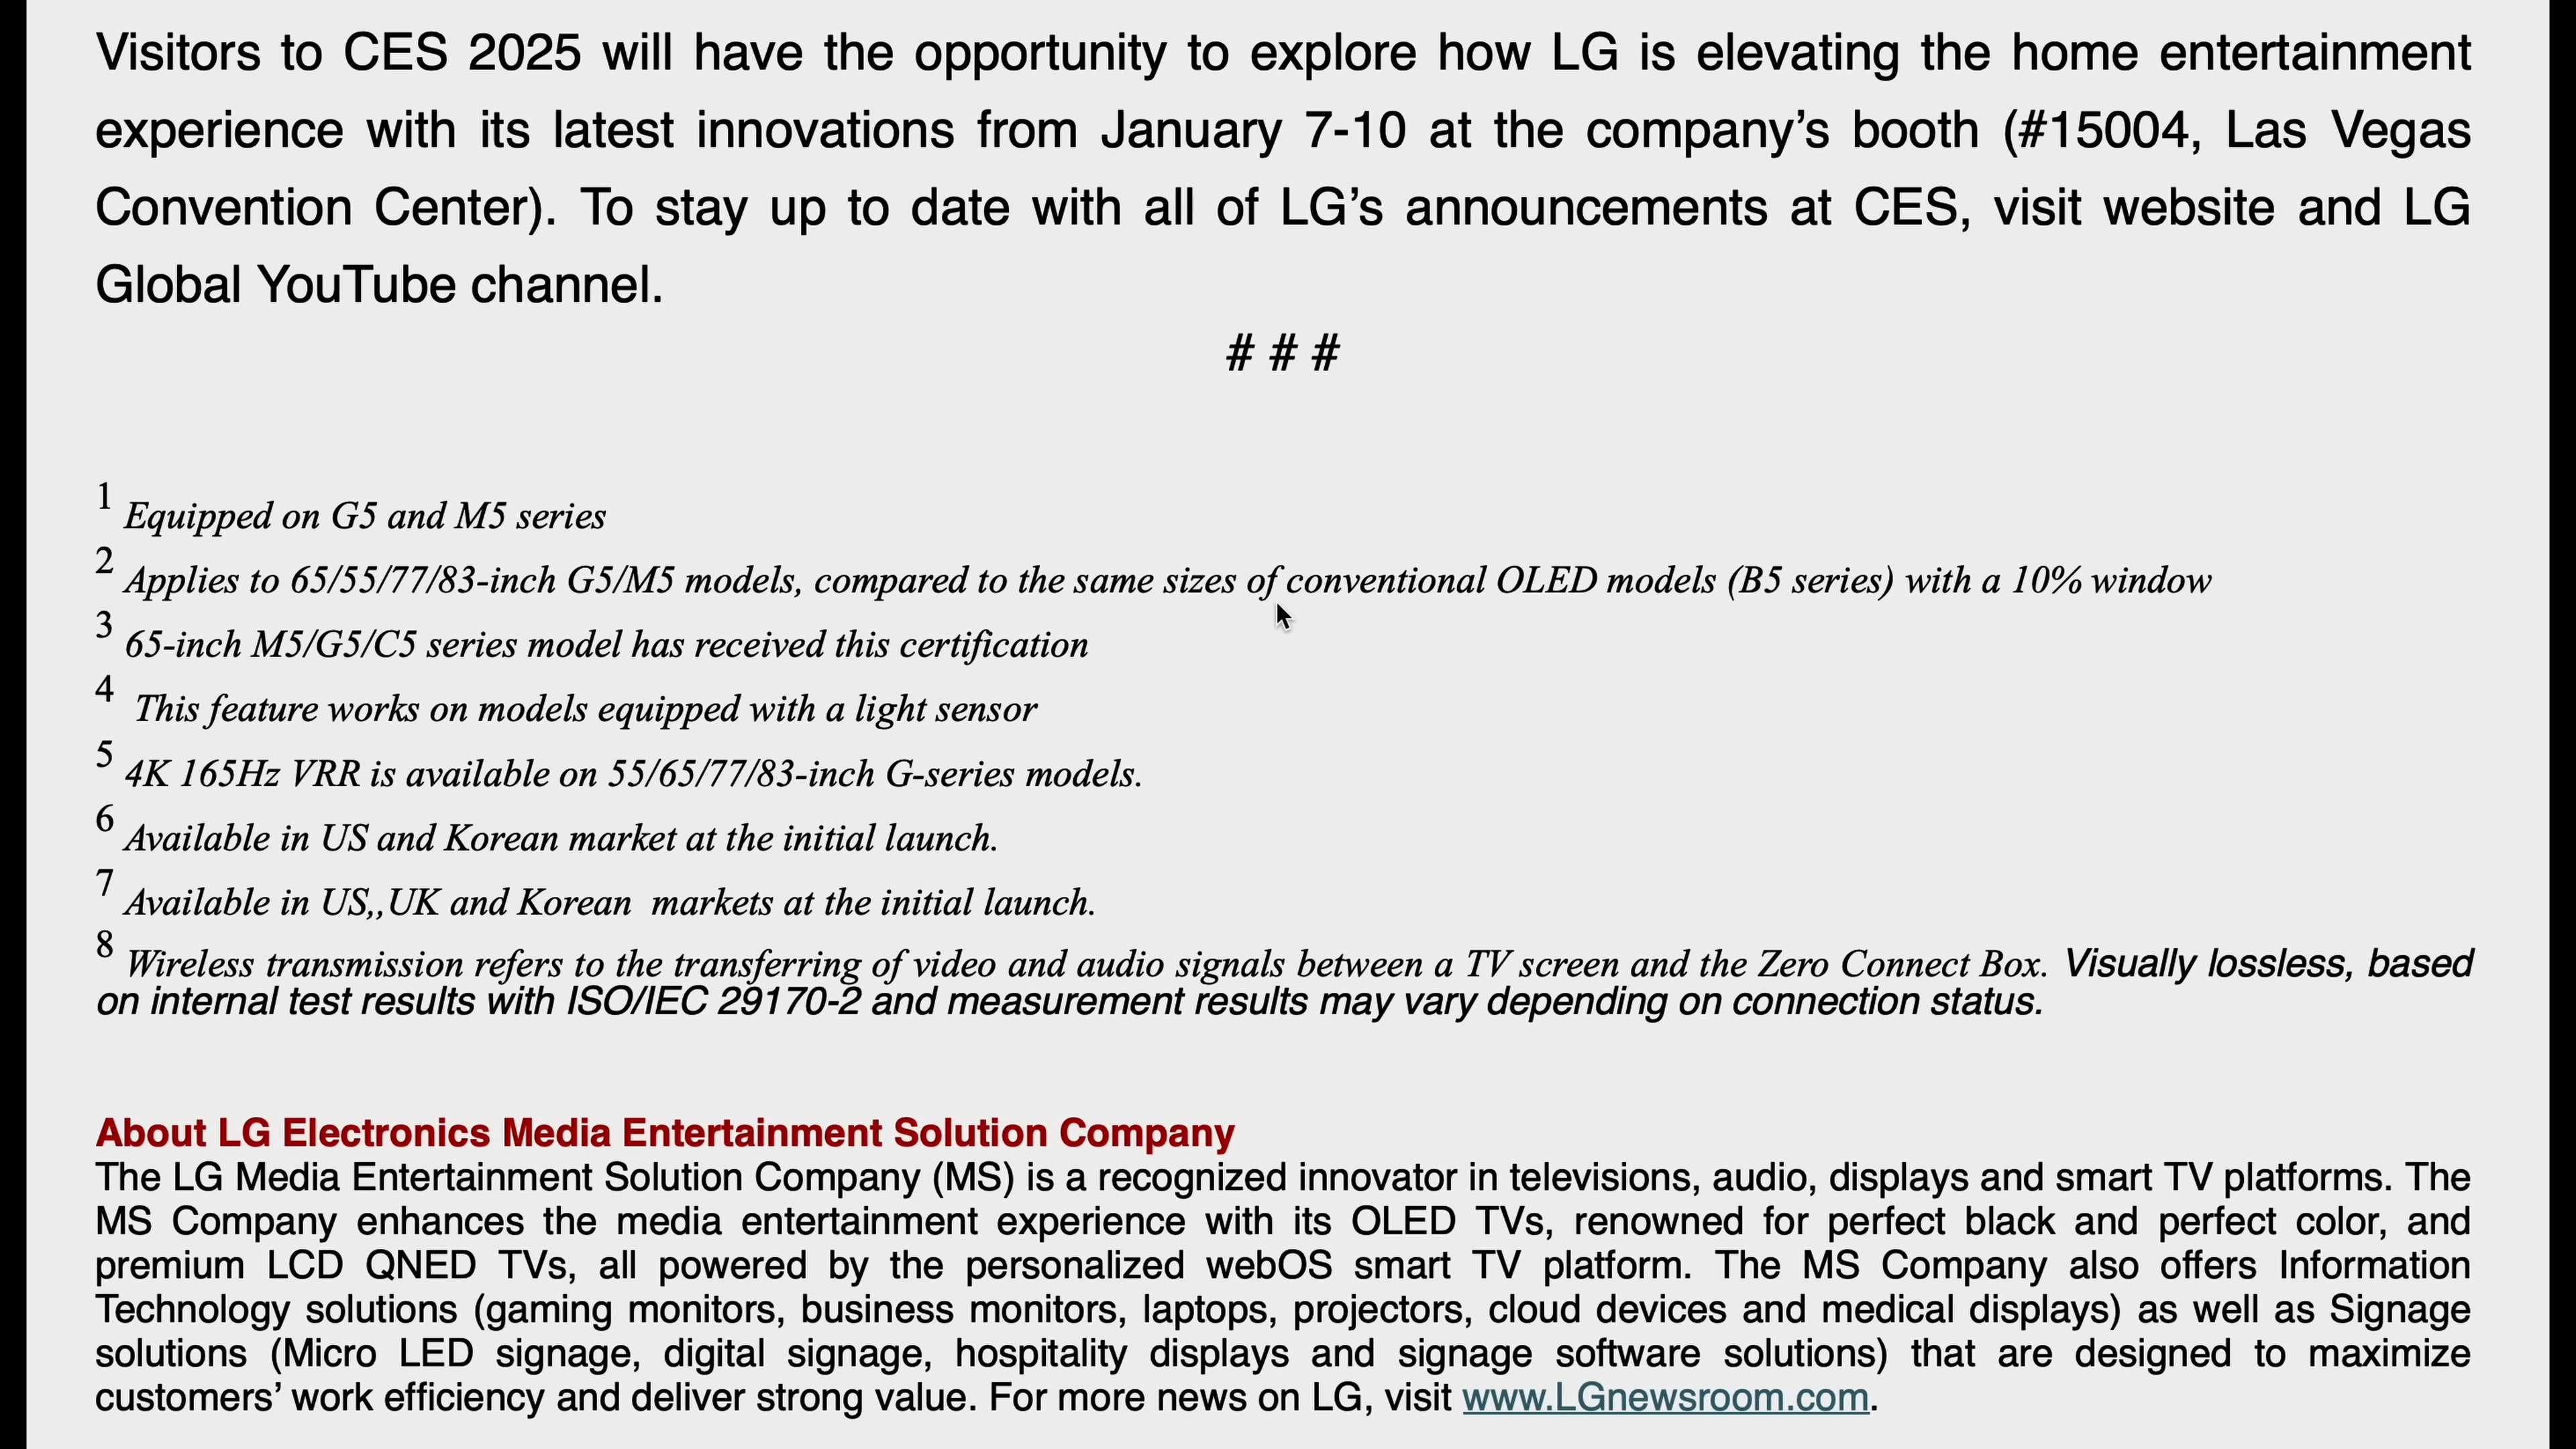 Visitors to CES 2025 will have the opportunity to explore how LG is elevating the home entertainment
experience with its latest innovations from January 7-10 at the company’s booth (#15004, Las Vegas
Convention Center). To stay up to date with all of LG’s announcements at CES, visit website and LG
Global YouTube channel.
# # #
1 Equipped on G5 and M5 series
2 Applies to 65/55/77/83-inch G5/M5 models, compared to the same sizes of conventional OLED models (B5 series) with a 10% window
3 65-inch M5/G5/C5 series model has received this certification
4 This feature works on models equipped with a light sensor
5 4K 165Hz VRR is available on 55/65/77/83-inch G-series models.
6 Available in US and Korean market at the initial launch.
7 Available in US,,UK and Korean  markets at the initial launch.
8 Wireless transmission refers to the transferring of video and audio signals between a TV screen and the Zero Connect Box. Visually lossless, based
on internal test results with ISO/IEC 29170-2 and measurement results may vary depending on connection status.
About LG Electronics Media Entertainment Solution Company
The LG Media Entertainment Solution Company (MS) is a recognized innovator in televisions, audio, displays and smart TV platforms. The
MS Company enhances the media entertainment experience with its OLED TVs, renowned for perfect black and perfect color, and
premium LCD QNED TVs, all powered by the personalized webOS smart TV platform. The MS Company also offers Information
Technology solutions (gaming monitors, business monitors, laptops, projectors, cloud devices and medical displays) as well as Signage
solutions (Micro LED signage, digital signage, hospitality displays and signage software solutions) that are designed to maximize
customers’ work efficiency and deliver strong value. For more news on LG, visit www.LGnewsroom.com.